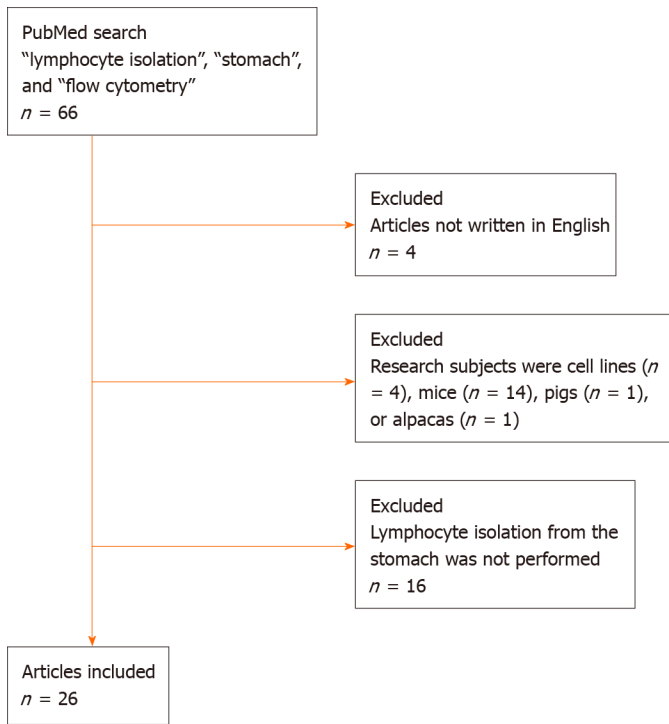 PubMed search
“lymphocyte isolation”, “stomach”,
and “flow cytometry”
n = 66
Excluded
Articles not written in English
n = 4
Excluded
Research subjects were cell lines (n
= 4), mice (n = 14), pigs (n = 1),
or alpacas (n = 1)
Excluded
Lymphocyte isolation from the
stomach was not performed
n = 16
Articles included
n = 26